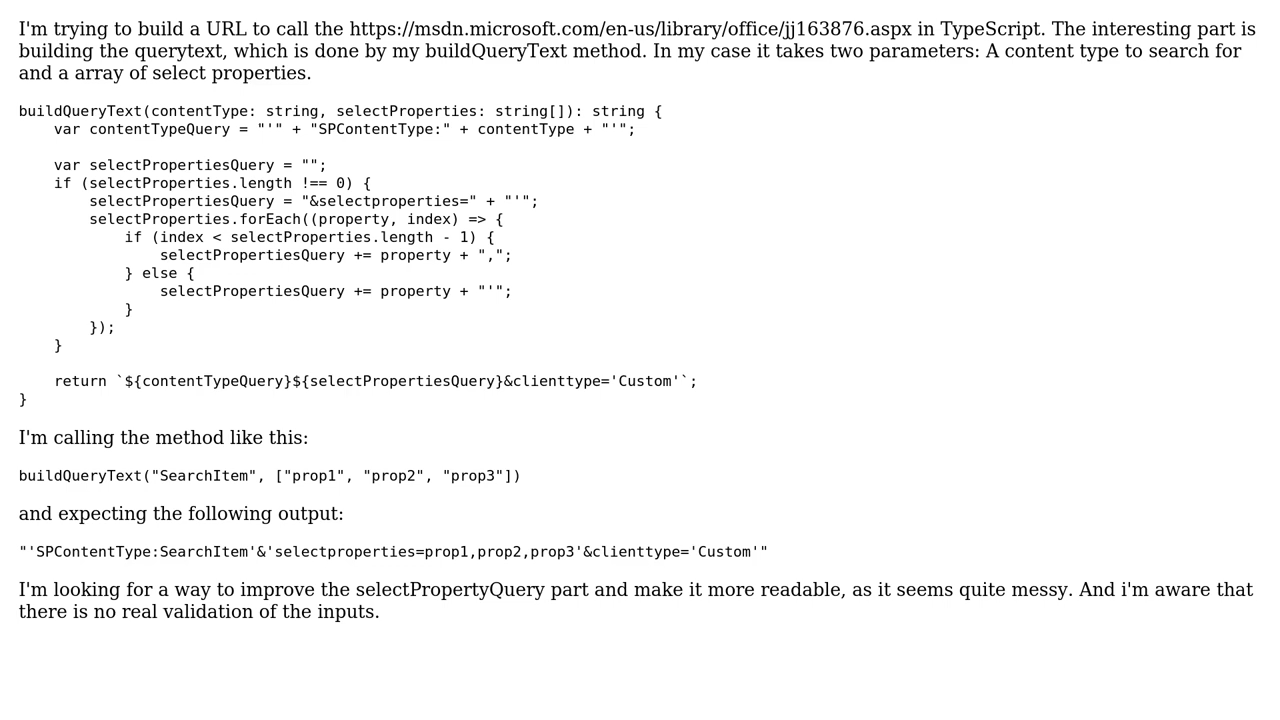 I'm trying to build a URL to call the https://msdn.microsoft.com/en-us/library/office/jj163876.aspx in TypeScript. The interesting part is
building the querytext, which is done by my buildQueryText method. In my case it takes two parameters: A content type to search for
and a array of select properties.
buildQueryText(contentType: string, selectProperties: string[]): string {
    var contentTypeQuery = "'" + "SPContentType:" + contentType + "'";

    var selectPropertiesQuery = "";
    if (selectProperties.length !== 0) {
        selectPropertiesQuery = "&selectproperties=" + "'";
        selectProperties.forEach((property, index) => {
            if (index < selectProperties.length - 1) {
                selectPropertiesQuery += property + ",";
            } else {
                selectPropertiesQuery += property + "'";
            }
        });
    }

    return `${contentTypeQuery}${selectPropertiesQuery}&clienttype='Custom'`;
}
I'm calling the method like this:
buildQueryText("SearchItem", ["prop1", "prop2", "prop3"])
and expecting the following output:
"'SPContentType:SearchItem'&'selectproperties=prop1,prop2,prop3'&clienttype='Custom'"
I'm looking for a way to improve the selectPropertyQuery part and make it more readable, as it seems quite messy. And i'm aware that
there is no real validation of the inputs.